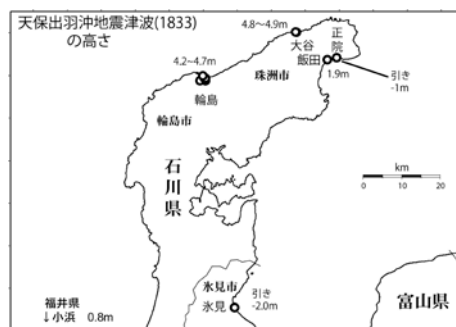 天保出羽沖地震津波(1833)
の高さ
4.8～4.9m
大谷
正院
飯田
1.9m
引き
-1m
4.2～4.7m
輪島
輪島市
珠洲市
石川県
km
0 10 20
氷見市
氷見
引き
-2.0m
富山県
福井県
↓小浜 0.8m